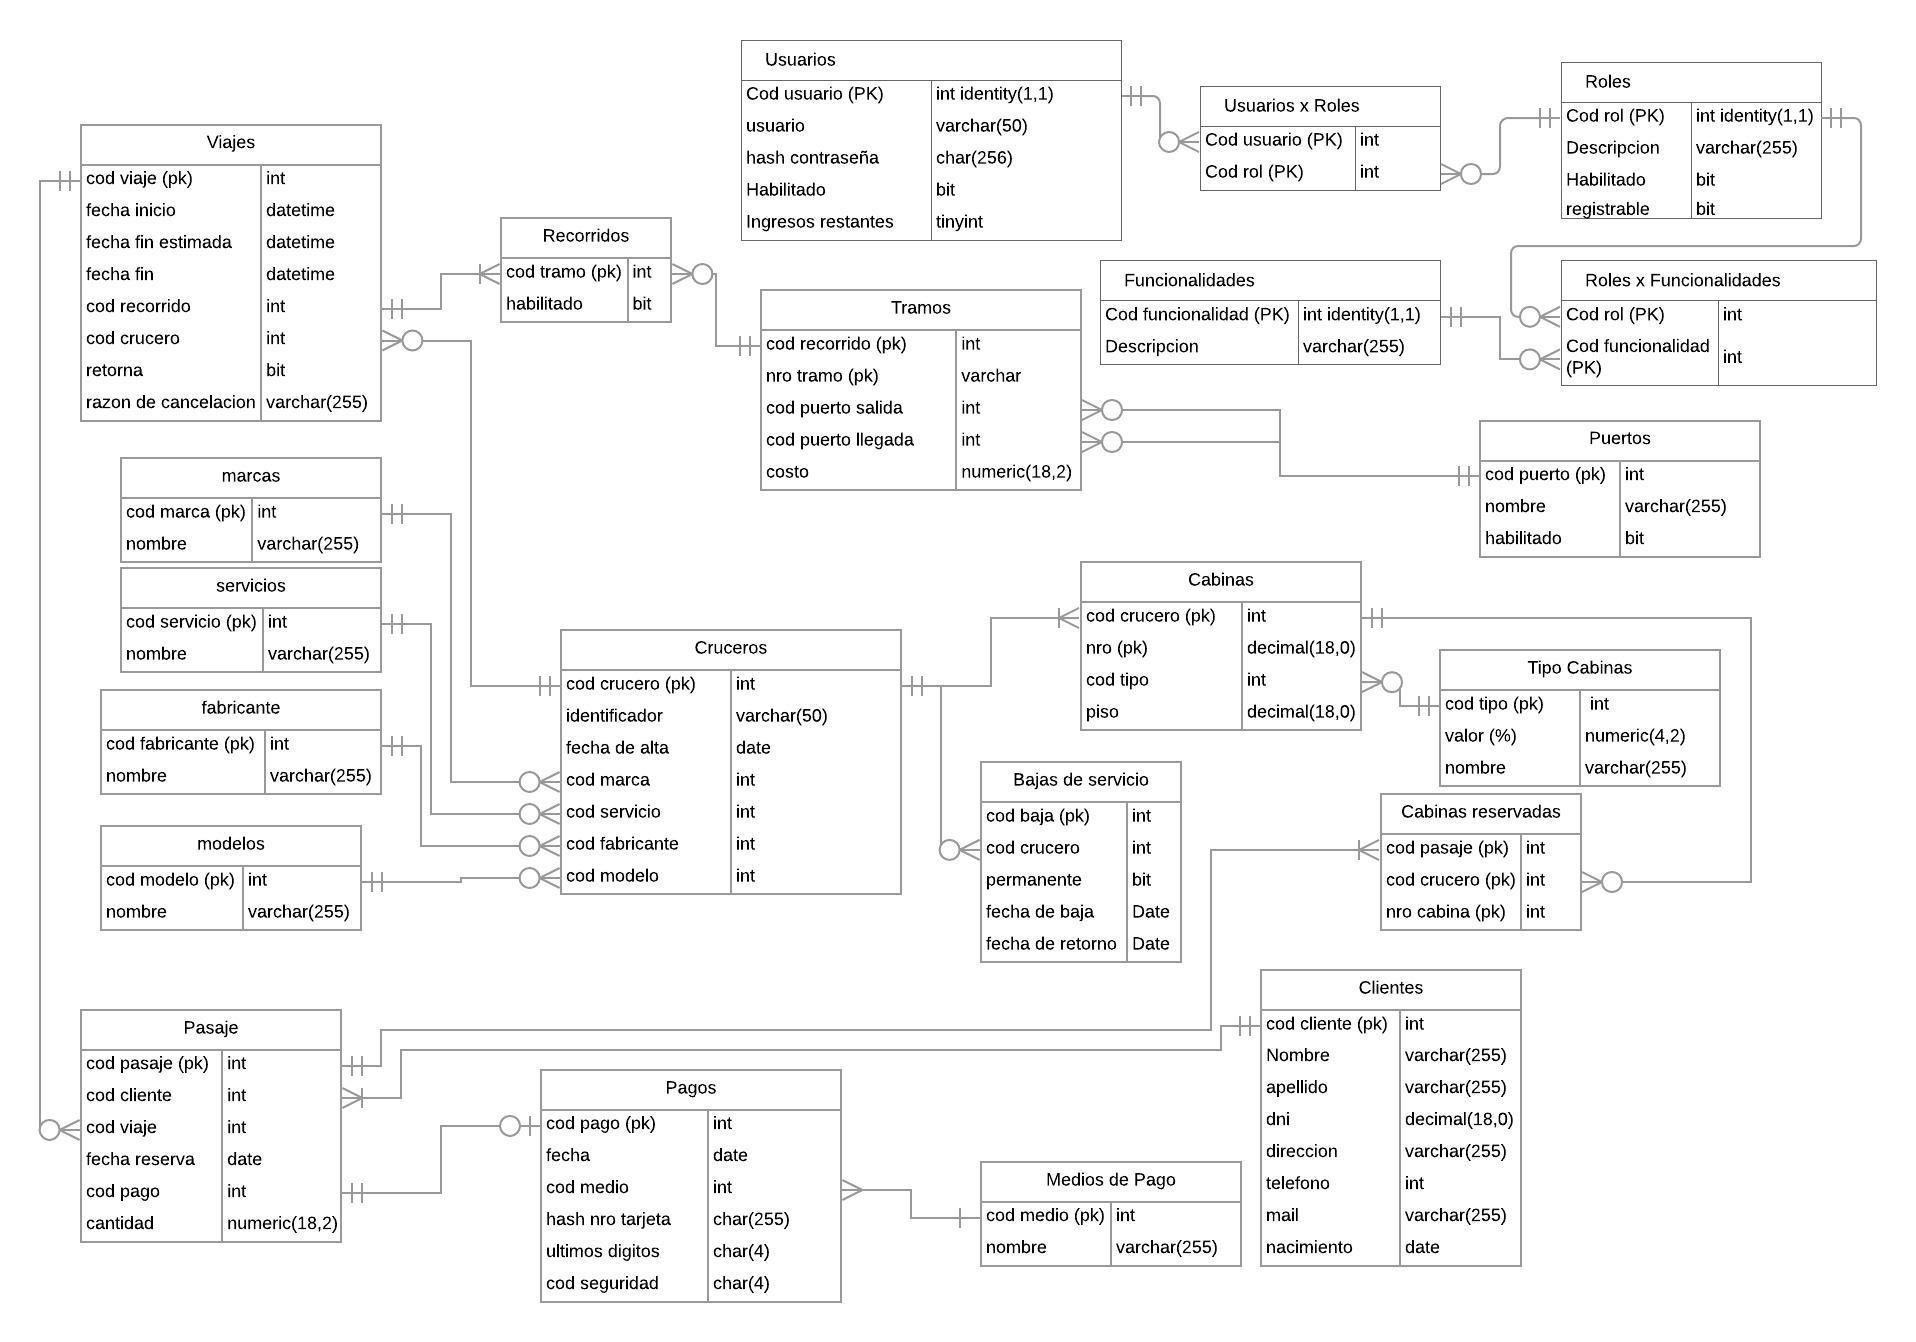 Usuarios
Cod usuario (PK) int identity(1,1)
usuario varchar(50)
hash contraseña char(256)
Habilitado bit
Ingresos restantes tinyint
Usuarios x Roles
Cod usuario (PK) int
Cod rol (PK) int
Roles
Cod rol (PK) int identity(1,1)
Descripcion varchar(255)
Habilitado bit
registrable bit
Viajes
cod viaje (pk) int
fecha inicio datetime
fecha fin estimada datetime
fecha fin datetime
cod recorrido int
cod crucero int
retorna bit
razon de cancelacion varchar(255)
Recorridos
cod tramo (pk) int
habilitado bit
Tramos
cod recorrido (pk) int
nro tramo (pk) varchar
cod puerto salida int
cod puerto llegada int
costo numeric(18,2)
Funcionalidades
Cod funcionalidad (PK) int identity(1,1)
Descripcion varchar(255)
Roles x Funcionalidades
Cod rol (PK) int
Cod funcionalidad
(PK) int
Puertos
cod puerto (pk) int
nombre varchar(255)
habilitado bit
marcas
cod marca (pk) int
nombre varchar(255)
servicios
cod servicio (pk) int
nombre varchar(255)
fabricante
cod fabricante (pk) int
nombre varchar(255)
modelos
cod modelo (pk) int
nombre varchar(255)
Cruceros
cod crucero (pk) int
identificador varchar(50)
fecha de alta date
cod marca int
cod servicio int
cod fabricante int
cod modelo int
Cabinas
cod crucero (pk) int
nro (pk) decimal(18,0)
cod tipo int
piso decimal(18,0)
Tipo Cabinas
cod tipo (pk) int
valor (%) numeric(4,2)
nombre varchar(255)
Bajas de servicio
cod baja (pk) int
cod crucero int
permanente bit
fecha de baja Date
fecha de retorno Date
Cabinas reservadas
cod pasaje (pk) int
cod crucero (pk) int
nro cabina (pk) int
Pasaje
cod pasaje (pk) int
cod cliente int
cod viaje int
fecha reserva date
cod pago int
cantidad numeric(18,2)
Pagos
cod pago (pk) int
fecha date
cod medio int
hash nro tarjeta char(255)
ultimos digitos char(4)
cod seguridad char(4)
Medios de Pago
cod medio (pk) int
nombre varchar(255)
Clientes
cod cliente (pk) int
Nombre varchar(255)
apellido varchar(255)
dni decimal(18,0)
direccion varchar(255)
telefono int
mail varchar(255)
nacimiento date